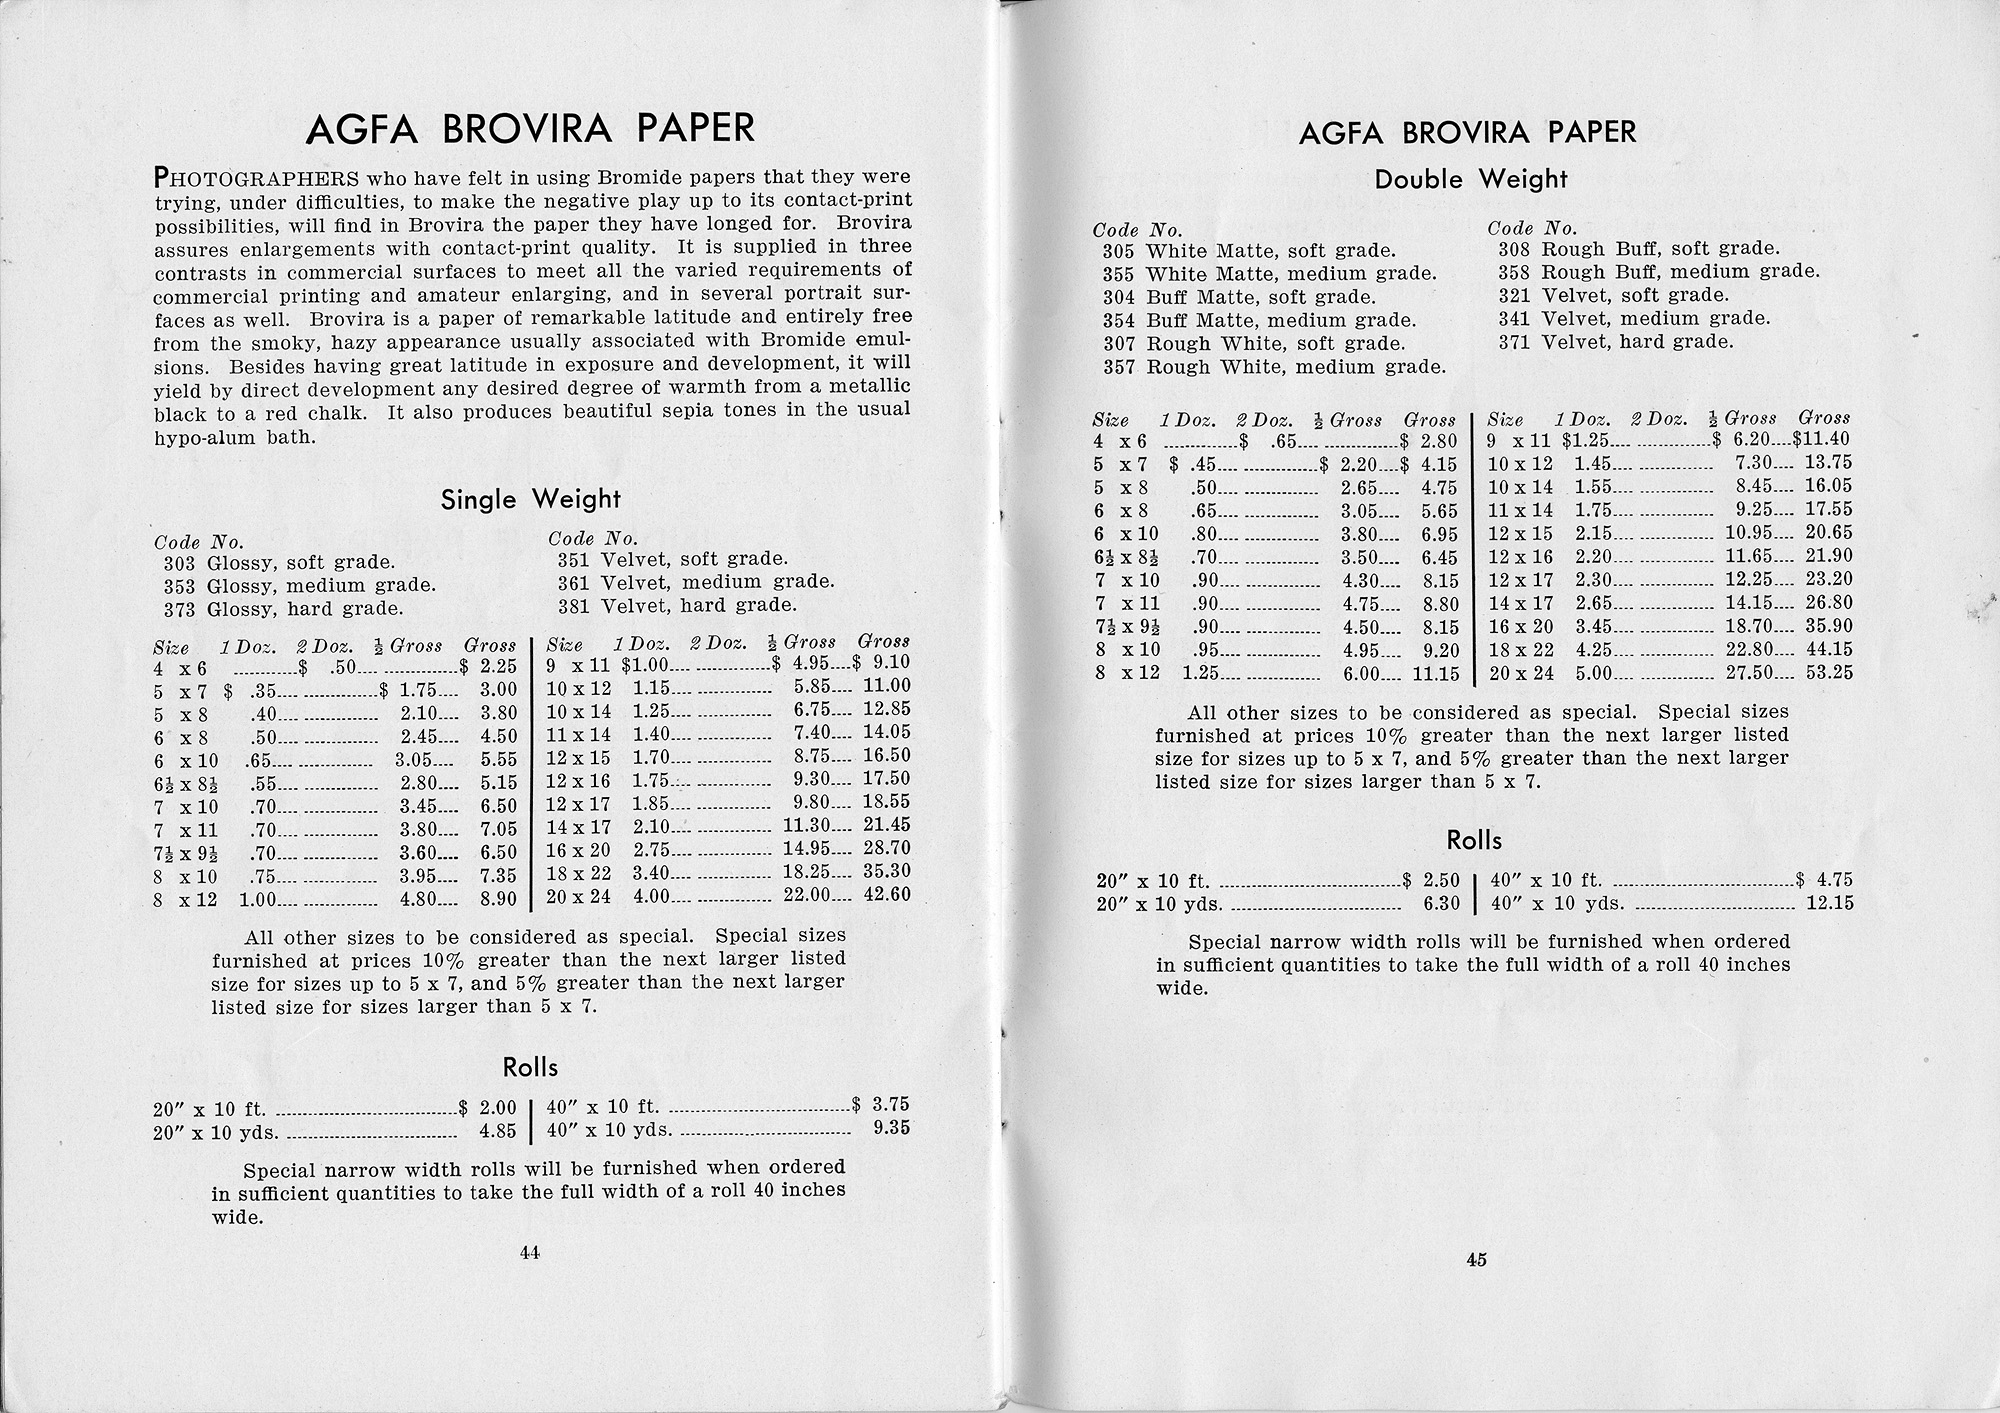 AGFA BROVIRA PAPER
PHOTOGRAPHERS who have felt in using Bromide papers that they were
trying, under difficulties, to make the negative play up to its contact-print
possibilities, will find in Brovira the paper they have longed for. Brovira
assures enlargements with contact-print quality. It is supplied in three
contrasts in commercial surfaces to meet all the varied requirements of
commercial printing and amateur enlarging, and in several portrait sur-
faces as well. Brovira is a paper of remarkable latitude and entirely free
from the smoky, hazy appearance usually associated with Bromide emul-
sions. Besides having great latitude in exposure and development, it will
yield by direct development any desired degree of warmth from a metallic
black to a red chalk. It also produces beautiful sepia tones in the usual
hypo-alum bath.
Single Weight
Code No.
303 Glossy, soft grade.
353 Glossy, medium grade.
373 Glossy, hard grade.
Code No.
351 Velvet, soft grade.
361 Velvet, medium grade.
381 Velvet, hard grade.
Size 1 Doz. 2 Doz. ½ Gross Gross
4 x 6 ............$ .50.... .............$ 2.25
5 x 7 $ .35.... .............$ 1.75.... 3.00
5 x 8 .40.... ............. 2.10.... 3.80
6 x 8 .50.... ............. 2.45.... 4.50
6 x 10 .65.... ............. 3.05.... 5.55
6½ x 8½ .55.... ............. 2.80.... 5.15
7 x 10 .70.... ............. 3.45.... 6.50
7 x 11 .70.... ............. 3.80.... 7.05
7½ x 9½ .70.... ............. 3.60.... 6.50
8 x 10 .75.... ............. 3.95.... 7.35
8 x 12 1.00.... ............. 4.80.... 8.90
Size 1 Doz. 2 Doz. ½ Gross Gross
9 x 11 $1.00.... .............$ 4.95....$ 9.10
10 x 12 1.15.... ............. 5.85.... 11.00
10 x 14 1.25.... ............. 6.75.... 12.85
11 x 14 1.40.... ............. 7.40.... 14.05
12 x 15 1.70.... ............. 8.75.... 16.50
12 x 16 1.75.... ............. 9.30.... 17.50
12 x 17 1.85.... ............. 9.80.... 18.55
14 x 17 2.10.... ............. 11.30.... 21.45
16 x 20 2.75.... ............. 14.95.... 28.70
18 x 22 3.40.... ............. 18.25.... 35.30
20 x 24 4.00.... ............. 22.00.... 42.60
All other sizes to be considered as special. Special sizes
furnished at prices 10% greater than the next larger listed
size for sizes up to 5 x 7, and 5% greater than the next larger
listed size for sizes larger than 5 x 7.
Rolls
20″ x 10 ft. ................................$ 2.00
20″ x 10 yds. .............................. 4.85
40″ x 10 ft. ................................$ 3.75
40″ x 10 yds. .............................. 9.35
Special narrow width rolls will be furnished when ordered
in sufficient quantities to take the full width of a roll 40 inches
wide.
44
AGFA BROVIRA PAPER
Double Weight
Code No.
305 White Matte, soft grade.
355 White Matte, medium grade.
304 Buff Matte, soft grade.
354 Buff Matte, medium grade.
307 Rough White, soft grade.
357 Rough White, medium grade.
Code No.
308 Rough Buff, soft grade.
358 Rough Buff, medium grade.
321 Velvet, soft grade.
341 Velvet, medium grade.
371 Velvet, hard grade.
Size 1 Doz. 2 Doz. ½ Gross Gross
4 x 6 .............$ .65.... .............$ 2.80
5 x 7 $ .45.... .............$ 2.20....$ 4.15
5 x 8 .50.... ............. 2.65.... 4.75
6 x 8 .65.... ............. 3.05.... 5.65
6 x 10 .80.... ............. 3.80.... 6.95
6½ x 8½ .70.... ............. 3.50.... 6.45
7 x 10 .90.... ............. 4.30.... 8.15
7 x 11 .90.... ............. 4.75.... 8.80
7½ x 9½ .90.... ............. 4.50.... 8.15
8 x 10 .95.... ............. 4.95.... 9.20
8 x 12 1.25.... ............. 6.00.... 11.15
Size 1 Doz. 2 Doz. ½ Gross Gross
9 x 11 $1.25.... .............$ 6.20....$11.40
10 x 12 1.45.... ............. 7.30.... 13.75
10 x 14 1.55.... ............. 8.45.... 16.05
11 x 14 1.75.... ............. 9.25.... 17.55
12 x 15 2.15.... ............. 10.95.... 20.65
12 x 16 2.20.... ............. 11.65.... 21.90
12 x 17 2.30.... ............. 12.25.... 23.20
14 x 17 2.65.... ............. 14.15.... 26.80
16 x 20 3.45.... ............. 18.70.... 35.90
18 x 22 4.25.... ............. 22.80.... 44.15
20 x 24 5.00.... ............. 27.50.... 53.25
All other sizes to be considered as special. Special sizes
furnished at prices 10% greater than the next larger listed
size for sizes up to 5 x 7, and 5% greater than the next larger
listed size for sizes larger than 5 x 7.
Rolls
20″ x 10 ft. ................................$ 2.50
20″ x 10 yds. .............................. 6.30
40″ x 10 ft. ................................$ 4.75
40″ x 10 yds. .............................. 12.15
Special narrow width rolls will be furnished when ordered
in sufficient quantities to take the full width of a roll 40 inches
wide.
45